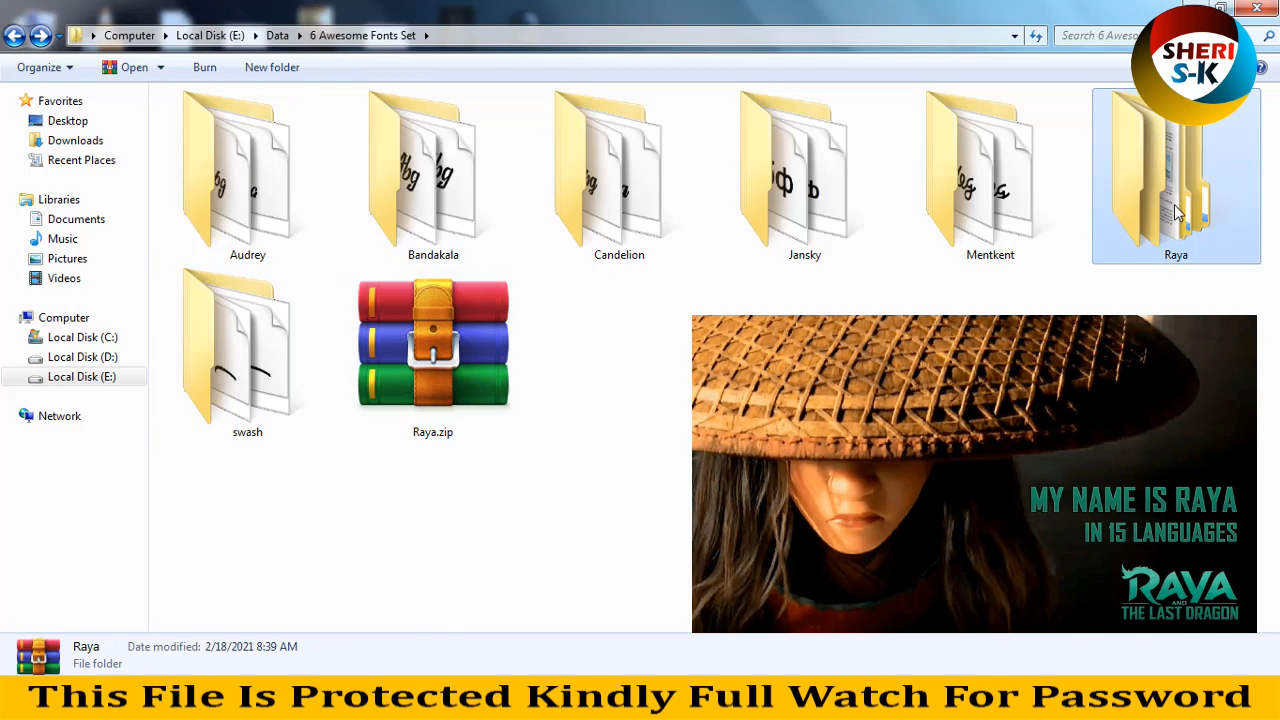 SHERI
S-K
Computer
Local Disk (E:)
Data
6 Awesome Fonts Set
Search 6 Aweso
Organize
Open
Burn
New folder
Favorites
Desktop
Downloads
Recent Places
Libraries
Documents
Music
Pictures
Videos
Computer
Local Disk (C:)
Local Disk (D:)
Local Disk (E:)
Network
Audrey
Bandakala
Candelion
Jansky
Mentkent
Raya
swash
Raya.zip
MY NAME IS RAYA
IN 15 LANGUAGES
RAYA
AND
THE LAST DRAGON
Raya
Date modified: 2/18/2021 8:39 AM
File folder
This File Is Protected Kindly Full Watch For Password